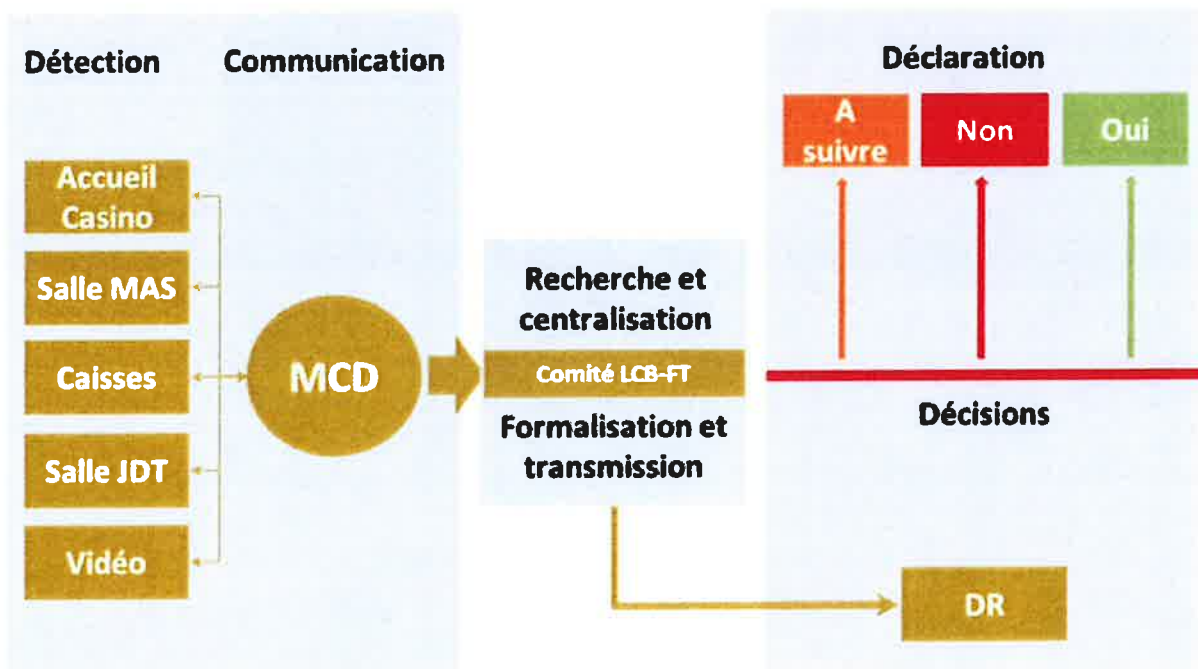 Détection
Communication
Déclaration
A
suivre
Non
Oui
Accueil
Casino
Salle MAS
Caisses
Salle JDT
Vidéo
MCD
Recherche et
centralisation
Comité LCB-FT
Formalisation et
transmission
Décisions
DR